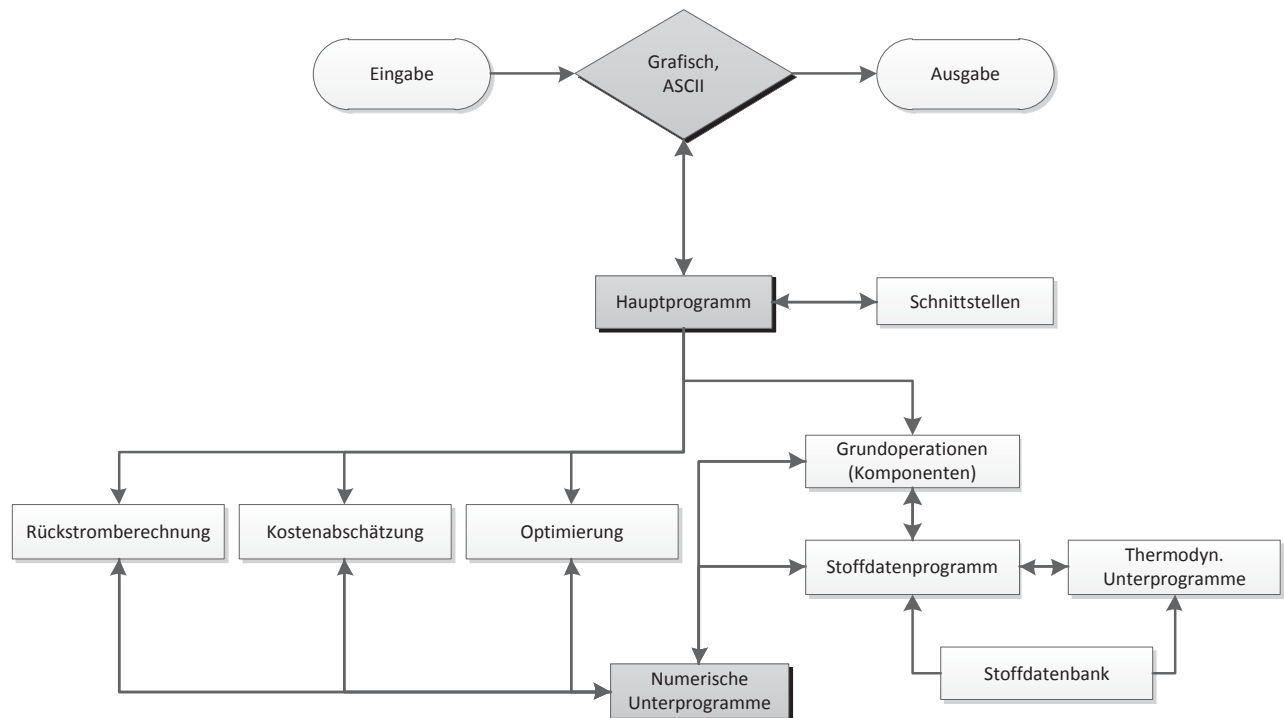 Eingabe
Grafisch,
ASCII
Ausgabe
Hauptprogramm
Schnittstellen
Grundoperationen
(Komponenten)
Rückstromberechnung
Kostenabschätzung
Optimierung
Stoffdatenprogramm
Thermodyn.
Unterprogramme
Numerische
Unterprogramme
Stoffdatenbank